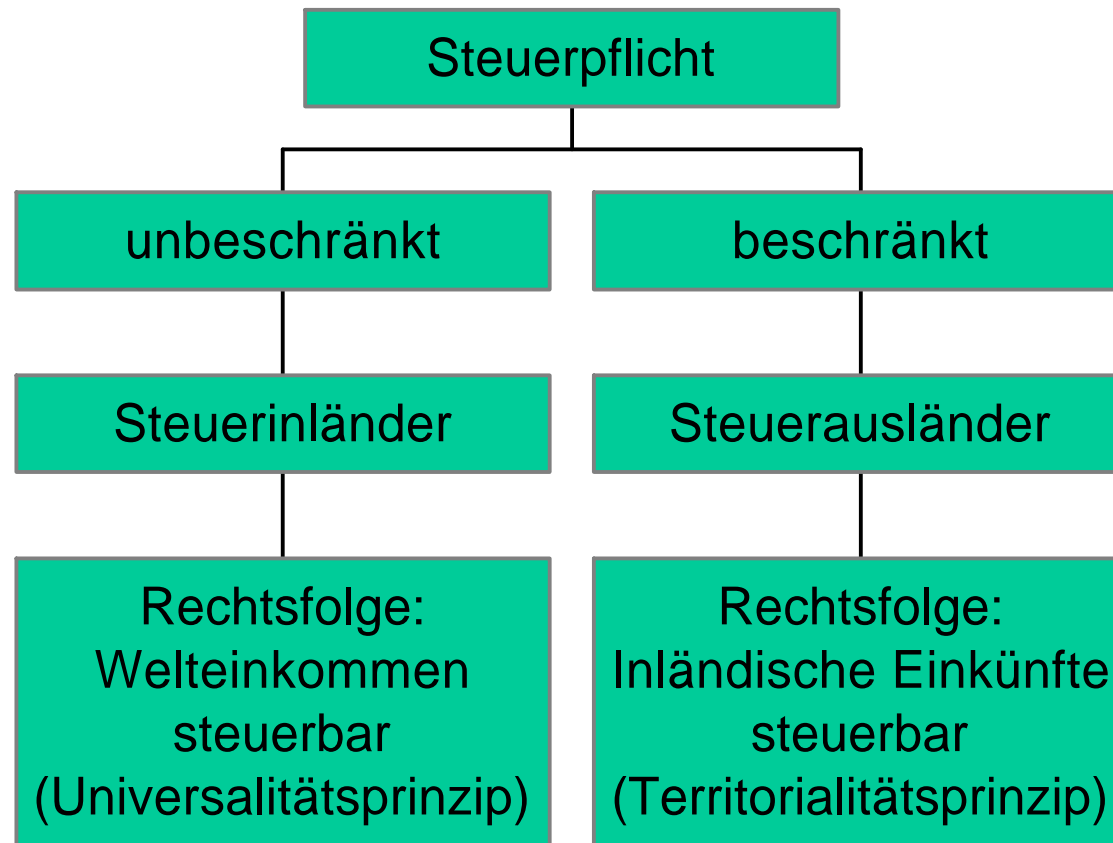 Steuerpflicht
unbeschränkt
beschränkt
Steuerinländer
Steuerausländer
Rechtsfolge:
Welteinkommen
steuerbar
(Universalitätsprinzip)
Rechtsfolge:
Inländische Einkünfte
steuerbar
(Territorialitätsprinzip)